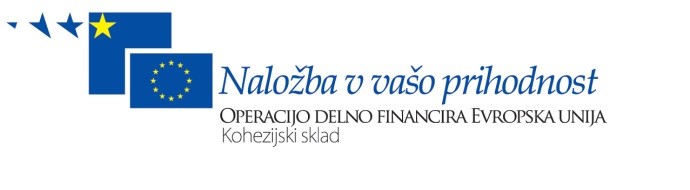 Naložba v vašo prihodnost
OPERACIJO DELNO FINANCIRA EVROPSKA UNIJA
Kohezijski sklad